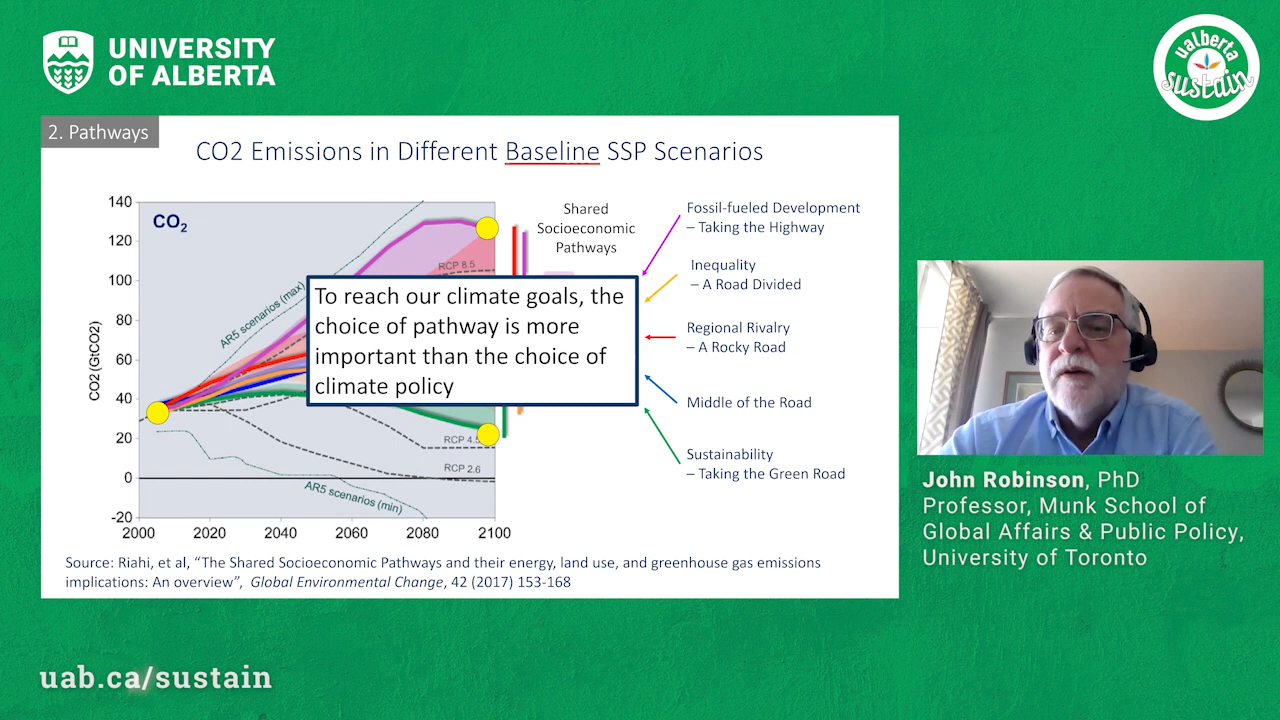 UNIVERSITY
OF ALBERTA
ualberta
sustain
2. Pathways
CO2 Emissions in Different Baseline SSP Scenarios
140
120
100
80
60
40
20
0
-20
CO2 (GtCO2)
CO₂
AR5 scenarios (max)
RCP 8.5
RCP 4.5
RCP 2.6
AR5 scenarios (min)
2000
2020
2040
2060
2080
2100
To reach our climate goals, the
choice of pathway is more
important than the choice of
climate policy
Shared
Socioeconomic
Pathways
Fossil-fueled Development
– Taking the Highway
Inequality
– A Road Divided
Regional Rivalry
– A Rocky Road
Middle of the Road
Sustainability
– Taking the Green Road
Source: Riahi, et al, “The Shared Socioeconomic Pathways and their energy, land use, and greenhouse gas emissions
implications: An overview”, Global Environmental Change, 42 (2017) 153-168
John Robinson, PhD
Professor, Munk School of
Global Affairs & Public Policy,
University of Toronto
uab.ca/sustain